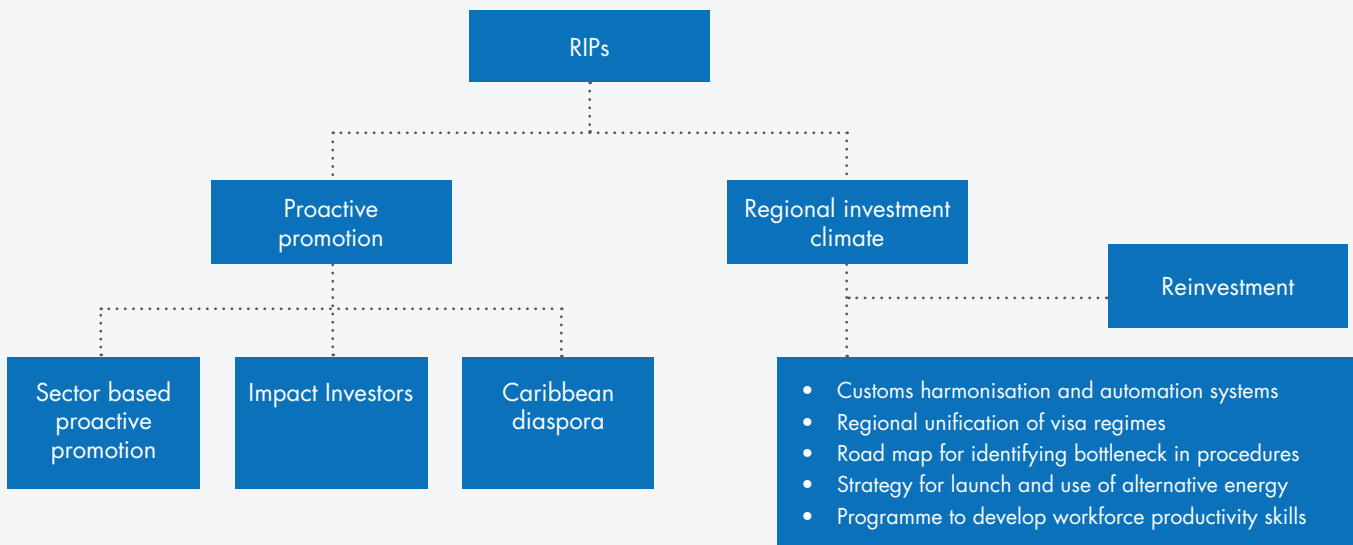 RIPs
Proactive
promotion
Regional investment
climate
Reinvestment
Sector based
proactive
promotion
Impact Investors
Caribbean
diaspora
• Customs harmonisation and automation systems
• Regional unification of visa regimes
• Road map for identifying bottleneck in procedures
• Strategy for launch and use of alternative energy
• Programme to develop workforce productivity skills